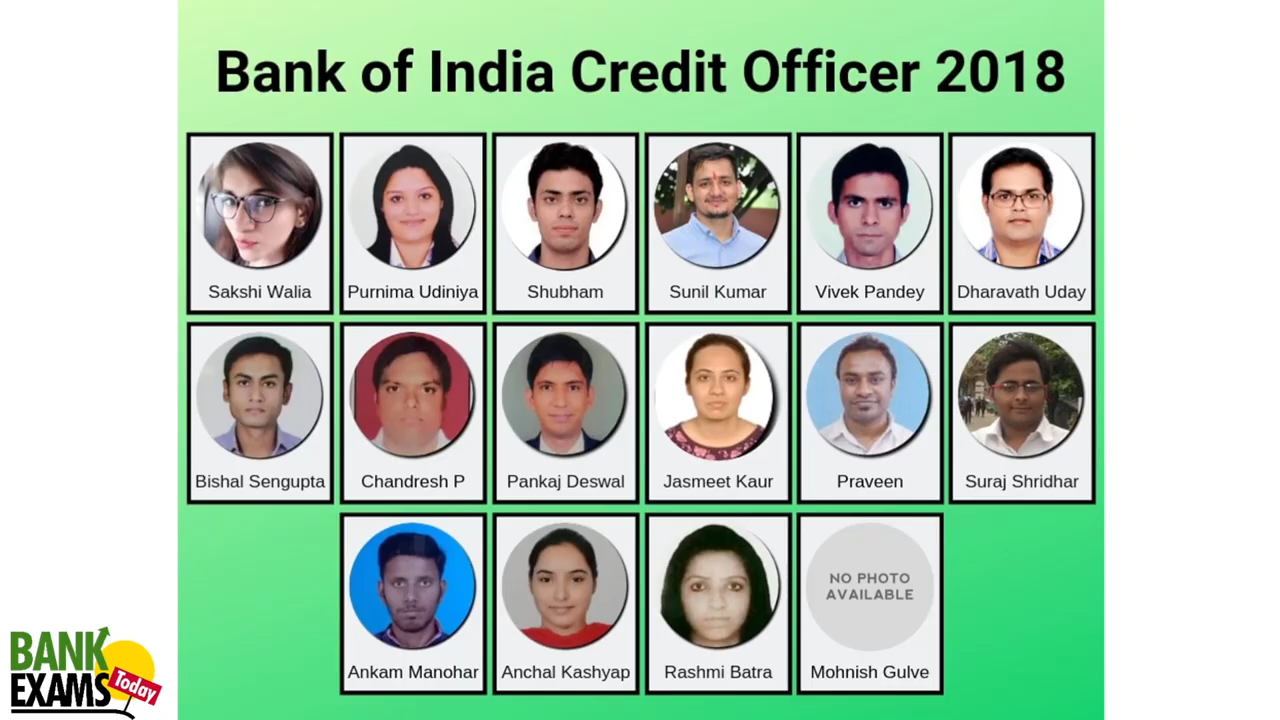 Bank of India Credit Officer 2018
Sakshi Walia
Purnima Udiniya
Shubham
Sunil Kumar
Vivek Pandey
Dharavath Uday
Bishal Sengupta
Chandresh P
Pankaj Deswal
Jasmeet Kaur
Praveen
Suraj Shridhar
NO PHOTO
AVAILABLE
Ankam Manohar
Anchal Kashyap
Rashmi Batra
Mohnish Gulve
BANK
EXAMS
Today